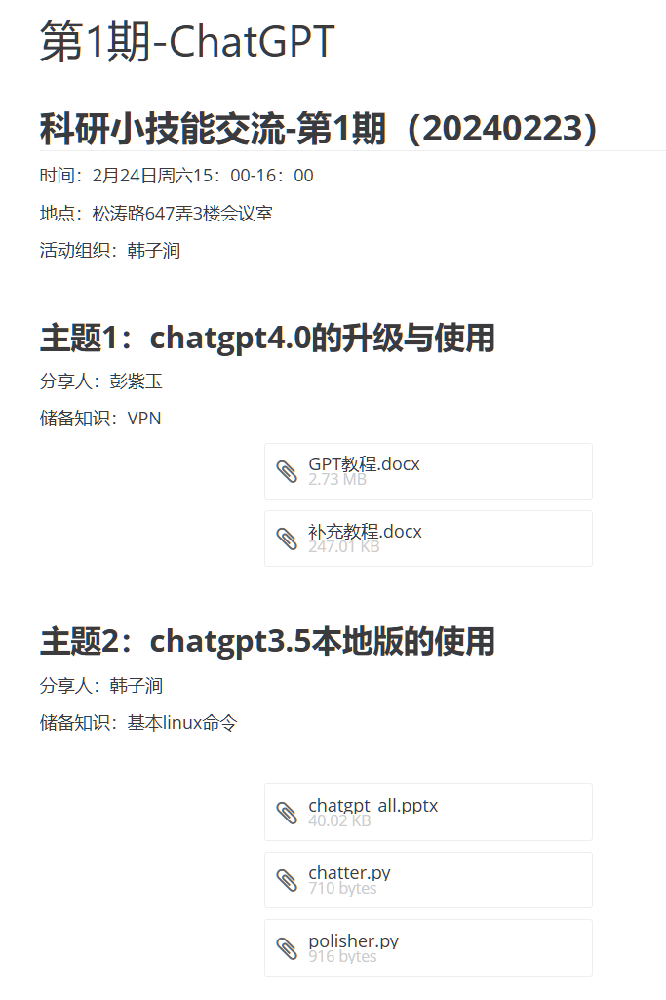 第1期-ChatGPT
科研小技能交流-第1期（20240223）
时间：2月24日周六15：00-16：00
地点：松涛路647弄3楼会议室
活动组织：韩子涧
主题1：chatgpt4.0的升级与使用
分享人：彭紫玉
储备知识：VPN
GPT教程.docx
2.73 MB
补充教程.docx
247.01 KB
主题2：chatgpt3.5本地版的使用
分享人：韩子涧
储备知识：基本linux命令
chatgpt_all.pptx
40.02 KB
chatter.py
710 bytes
polisher.py
916 bytes